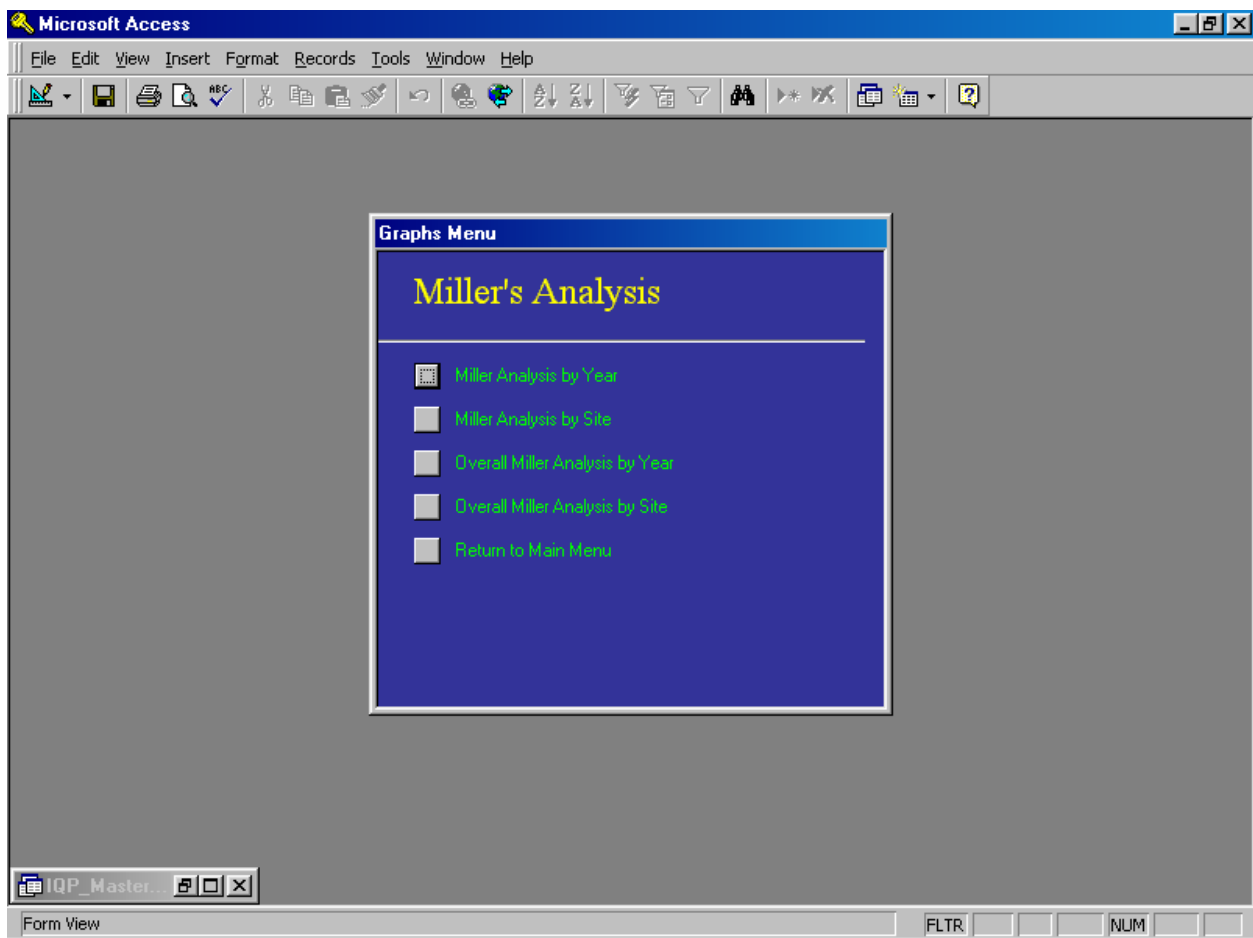 Microsoft Access
File Edit View Insert Format Records Tools Window Help
ABC
Graphs Menu
Miller's Analysis
Miller Analysis by Year
Miller Analysis by Site
Overall Miller Analysis by Year
Overall Miller Analysis by Site
Return to Main Menu
IQP_Master...
Form View FLTR NUM